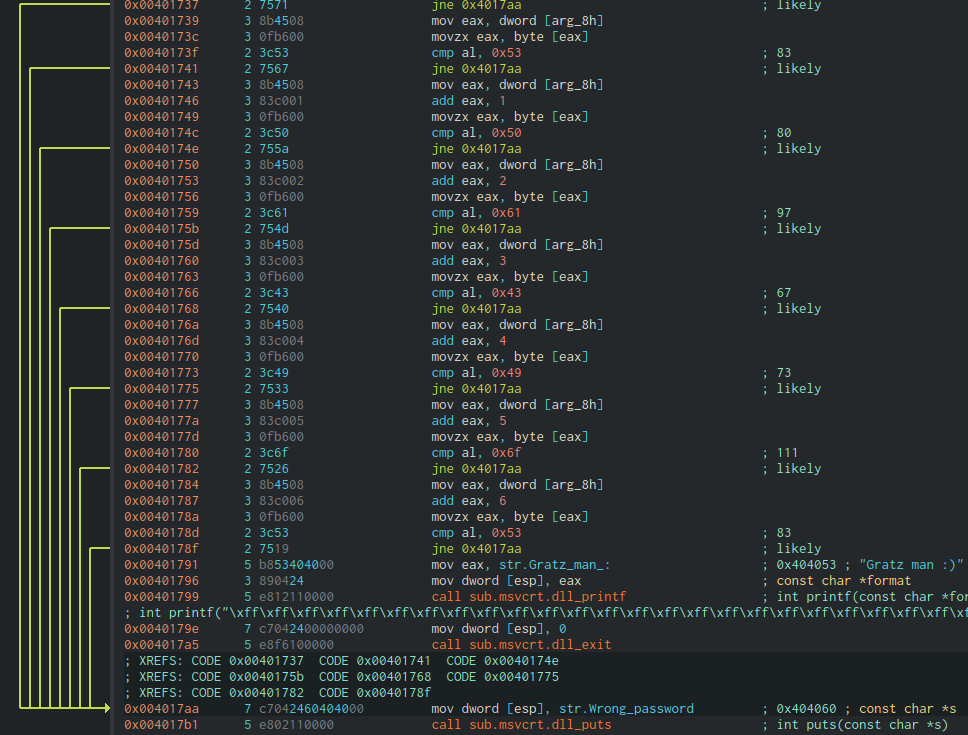 0x00401737 2 7571 jne 0x4017aa ; likely
0x00401739 3 8b4508 mov eax, dword [arg_8h]
0x0040173c 3 0fb600 movzx eax, byte [eax]
0x0040173f 2 3c53 cmp al, 0x53 ; 83
0x00401741 2 7567 jne 0x4017aa ; likely
0x00401743 3 8b4508 mov eax, dword [arg_8h]
0x00401746 3 83c001 add eax, 1
0x00401749 3 0fb600 movzx eax, byte [eax]
0x0040174c 2 3c50 cmp al, 0x50 ; 80
0x0040174e 2 755a jne 0x4017aa ; likely
0x00401750 3 8b4508 mov eax, dword [arg_8h]
0x00401753 3 83c002 add eax, 2
0x00401756 3 0fb600 movzx eax, byte [eax]
0x00401759 2 3c61 cmp al, 0x61 ; 97
0x0040175b 2 754d jne 0x4017aa ; likely
0x0040175d 3 8b4508 mov eax, dword [arg_8h]
0x00401760 3 83c003 add eax, 3
0x00401763 3 0fb600 movzx eax, byte [eax]
0x00401766 2 3c43 cmp al, 0x43 ; 67
0x00401768 2 7540 jne 0x4017aa ; likely
0x0040176a 3 8b4508 mov eax, dword [arg_8h]
0x0040176d 3 83c004 add eax, 4
0x00401770 3 0fb600 movzx eax, byte [eax]
0x00401773 2 3c49 cmp al, 0x49 ; 73
0x00401775 2 7533 jne 0x4017aa ; likely
0x00401777 3 8b4508 mov eax, dword [arg_8h]
0x0040177a 3 83c005 add eax, 5
0x0040177d 3 0fb600 movzx eax, byte [eax]
0x00401780 2 3c6f cmp al, 0x6f ; 111
0x00401782 2 7526 jne 0x4017aa ; likely
0x00401784 3 8b4508 mov eax, dword [arg_8h]
0x00401787 3 83c006 add eax, 6
0x0040178a 3 0fb600 movzx eax, byte [eax]
0x0040178d 2 3c53 cmp al, 0x53 ; 83
0x0040178f 2 7519 jne 0x4017aa ; likely
0x00401791 5 b853404000 mov eax, str.Gratz_man_: ; 0x404053 ; "Gratz man :)"
0x00401796 3 890424 mov dword [esp], eax ; const char *format
0x00401799 5 e812110000 call sub.msvcrt.dll_printf ; int printf(const char *for
; int printf("\xff\xff\xff\xff\xff\xff\xff\xff\xff\xff\xff\xff\xff\xff\xff\xff\xff\xff\xff\xff\xff\xff\xff\xff\xf
0x0040179e 7 c7042400000000 mov dword [esp], 0
0x004017a5 5 e8f6100000 call sub.msvcrt.dll_exit
; XREFS: CODE 0x00401737 CODE 0x00401741 CODE 0x0040174e
; XREFS: CODE 0x0040175b CODE 0x00401768 CODE 0x00401775
; XREFS: CODE 0x00401782 CODE 0x0040178f
0x004017aa 7 c7042460404000 mov dword [esp], str.Wrong_password ; 0x404060 ; const char *s
0x004017b1 5 e802110000 call sub.msvcrt.dll_puts ; int puts(const char *s)